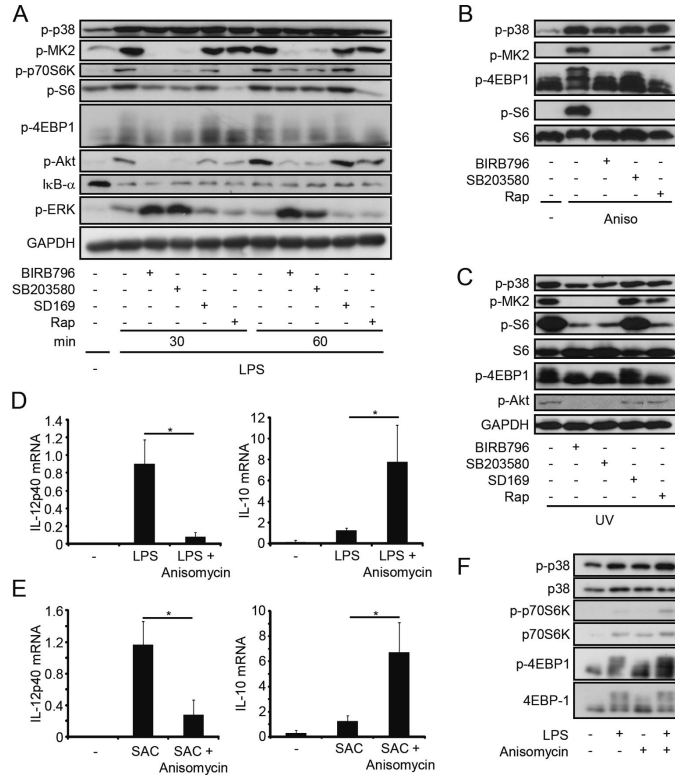 A
p-p38
p-MK2
p-p70S6K
p-S6
p-4EBP1
p-Akt
IκB-α
p-ERK
GAPDH
BIRB796 - - + - - - - + - - -
SB203580 - - - + - - - - + - -
SD169 - - - - + - - - - + -
Rap - - - - - + - - - - +
min 30 60
- LPS
B
p-p38
p-MK2
p-4EBP1
p-S6
S6
BIRB796 - - + - -
SB203580 - - - + -
Rap - - - - +
- Aniso
C
p-p38
p-MK2
p-S6
S6
p-4EBP1
p-Akt
GAPDH
BIRB796 - + - - -
SB203580 - - + - -
SD169 - - - + -
Rap - - - - +
UV
D
IL-12p40 mRNA
1.4
1.2
1.0
0.8
0.6
0.4
0.2
0
*
- LPS LPS +
Anisomycin
IL-10 mRNA
12
10
8
6
4
2
0
*
- LPS LPS +
Anisomycin
E
IL-12p40 mRNA
1.6
1.2
0.8
0.4
0
*
- SAC SAC +
Anisomycin
IL-10 mRNA
10
8
6
4
2
0
*
- SAC SAC +
Anisomycin
F
p-p38
p38
p-p70S6K
p70S6K
p-4EBP1
4EBP-1
LPS - + - +
Anisomycin - - + +